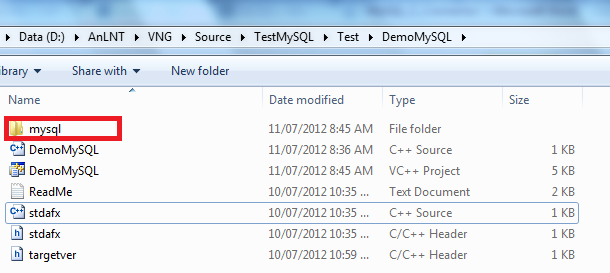 Data (D:) AnLNT VNG Source TestMySQL Test DemoMySQL
ibrary Share with New folder
Name Date modified Type Size
mysql 11/07/2012 8:45 AM File folder
DemoMySQL 11/07/2012 8:36 AM C++ Source 1 KB
DemoMySQL 11/07/2012 8:45 AM VC++ Project 5 KB
ReadMe 10/07/2012 10:35 ... Text Document 2 KB
stdafx 10/07/2012 10:35 ... C++ Source 1 KB
stdafx 10/07/2012 10:35 ... C/C++ Header 1 KB
targetver 10/07/2012 10:59 ... C/C++ Header 1 KB